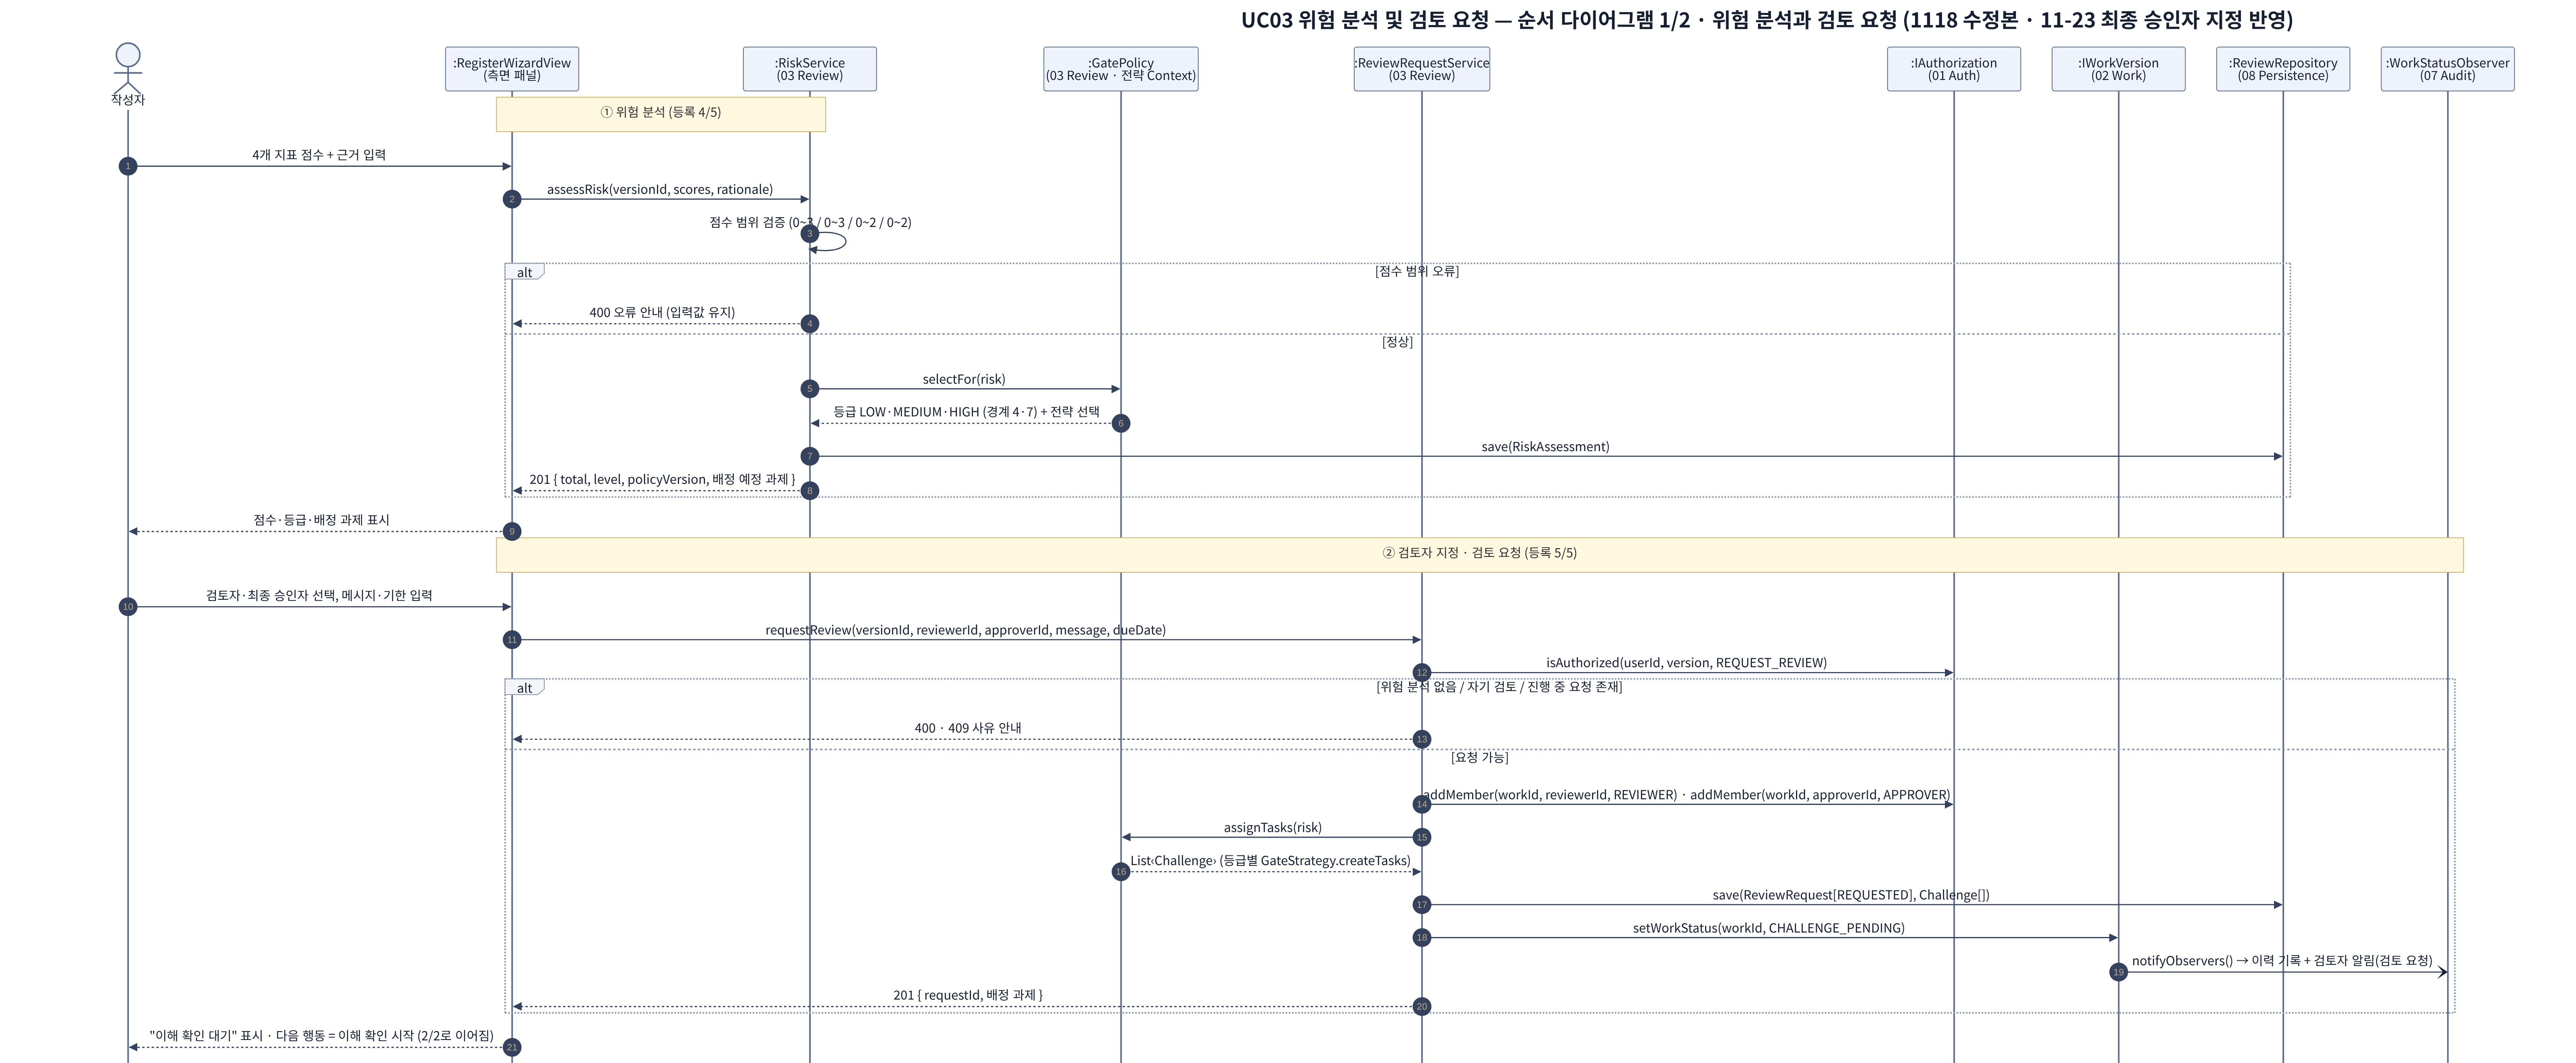 UC03 위험 분석 및 검토 요청 — 순서 다이어그램 1/2 · 위험 분석과 검토 요청 (1118 수정본 · 11-23 최종 승인자 지정 반영)
작성자
:RegisterWizardView
(측면 패널)
:RiskService
(03 Review)
:GatePolicy
(03 Review · 전략 Context)
:ReviewRequestService
(03 Review)
:IAuthorization
(01 Auth)
:IWorkVersion
(02 Work)
:ReviewRepository
(08 Persistence)
:WorkStatusObserver
(07 Audit)
① 위험 분석 (등록 4/5)
1
4개 지표 점수 + 근거 입력
2
assessRisk(versionId, scores, rationale)
점수 범위 검증 (0~3 / 0~3 / 0~2 / 0~2)
3
alt
[점수 범위 오류]
400 오류 안내 (입력값 유지)
4
[정상]
5
selectFor(risk)
등급 LOW·MEDIUM·HIGH (경계 4·7) + 전략 선택
6
7
save(RiskAssessment)
201 { total, level, policyVersion, 배정 예정 과제 }
8
점수·등급·배정 과제 표시
9
② 검토자 지정 · 검토 요청 (등록 5/5)
10
검토자·최종 승인자 선택, 메시지·기한 입력
11
requestReview(versionId, reviewerId, approverId, message, dueDate)
12
isAuthorized(userId, version, REQUEST_REVIEW)
alt
[위험 분석 없음 / 자기 검토 / 진행 중 요청 존재]
400 · 409 사유 안내
13
[요청 가능]
14
addMember(workId, reviewerId, REVIEWER) · addMember(workId, approverId, APPROVER)
assignTasks(risk)
15
16
List‹Challenge› (등급별 GateStrategy.createTasks)
17
save(ReviewRequest[REQUESTED], Challenge[])
18
setWorkStatus(workId, CHALLENGE_PENDING)
19
notifyObservers() → 이력 기록 + 검토자 알림(검토 요청)
201 { requestId, 배정 과제 }
20
"이해 확인 대기" 표시 · 다음 행동 = 이해 확인 시작 (2/2로 이어짐)
21